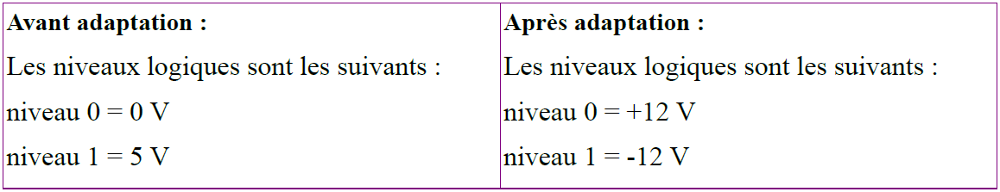 Avant adaptation :
Les niveaux logiques sont les suivants :
niveau 0 = 0 V
niveau 1 = 5 V
Après adaptation :
Les niveaux logiques sont les suivants :
niveau 0 = +12 V
niveau 1 = -12 V